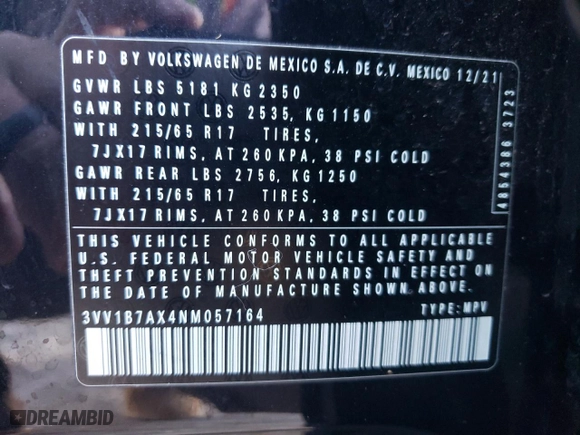 MFD BY VOLKSWAGEN DE MEXICO S.A. DE C.V. MEXICO 12/21
GVWR LBS 5181 KG 2350
GAWR FRONT LBS 2535, KG 1150
WITH 215/65 R17 TIRES,
7JX17 RIMS, AT 260 KPA, 38 PSI COLD
GAWR REAR LBS 2756, KG 1250
WITH 215/65 R17 TIRES,
7JX17 RIMS, AT 260 KPA, 38 PSI COLD
THIS VEHICLE CONFORMS TO ALL APPLICABLE
U.S. FEDERAL MOTOR VEHICLE SAFETY AND
THEFT PREVENTION STANDARDS IN EFFECT ON
THE DATE OF MANUFACTURE SHOWN ABOVE.
3VV1B7AX4NM057164 TYPE: MPV
4854386 3723
DREAMBID